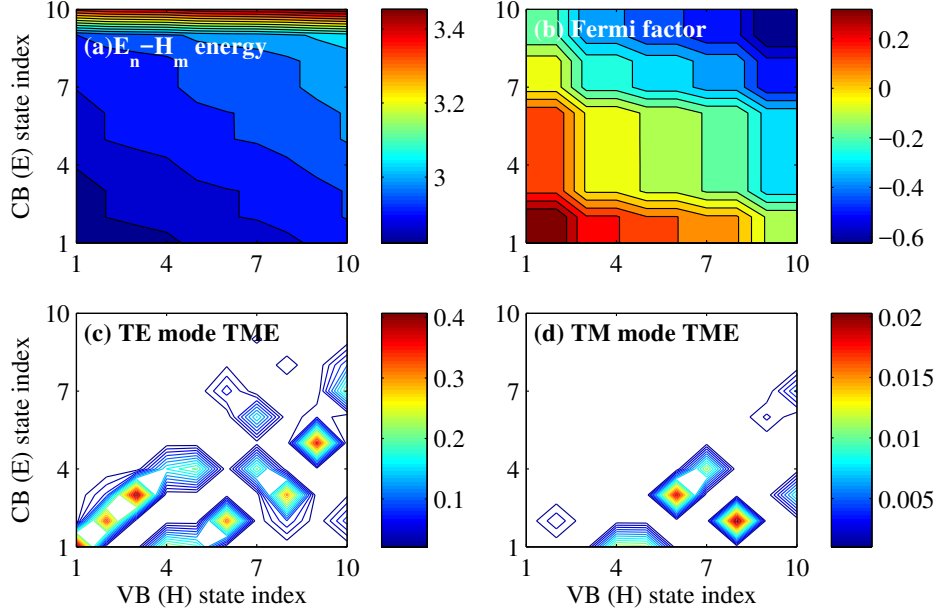 (a)En −Hm energy
CB (E) state index
10
7
4
1
1 4 7 10
3.4
3.2
3
(b) Fermi factor
10
7
4
1
1 4 7 10
0.2
0
−0.2
−0.4
−0.6
(c) TE mode TME
CB (E) state index
10
7
4
1
1 4 7 10
VB (H) state index
0.4
0.3
0.2
0.1
(d) TM mode TME
10
7
4
1
1 4 7 10
VB (H) state index
0.02
0.015
0.01
0.005